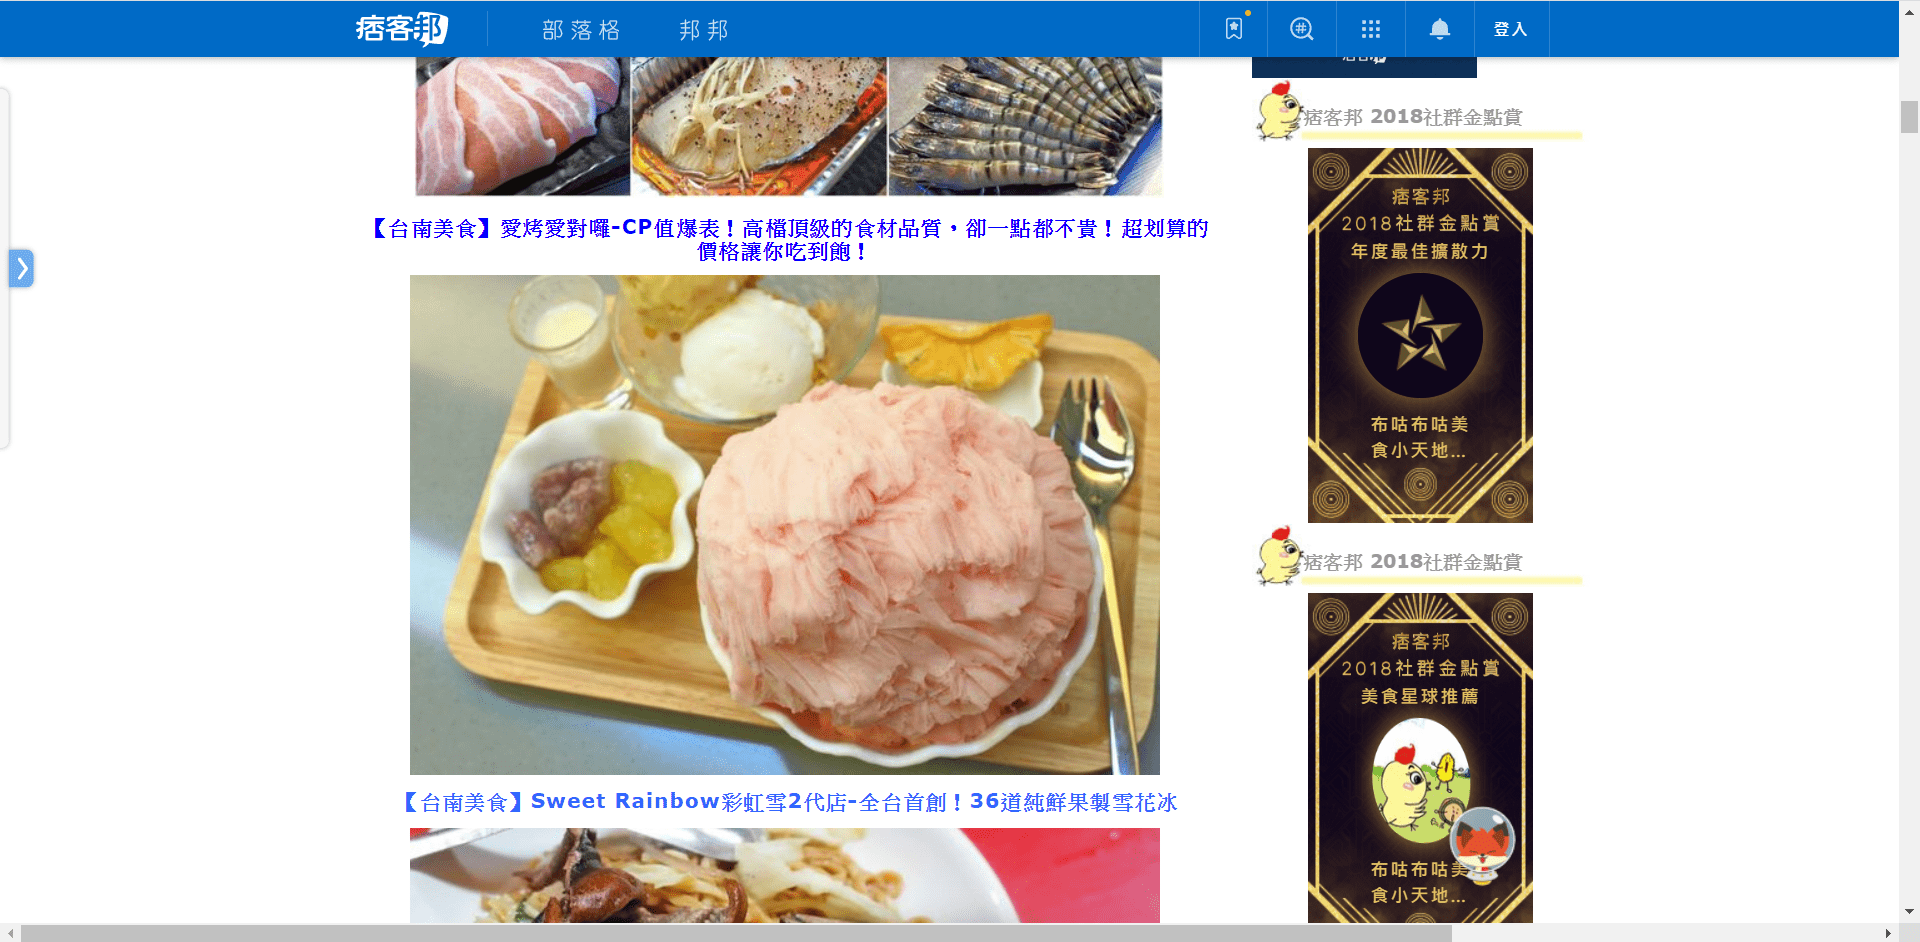 痞客邦
部落格
邦邦
登入
【台南美食】愛烤愛對囉-CP值爆表！高檔頂級的食材品質，卻一點都不貴！超划算的
價格讓你吃到飽！
【台南美食】Sweet Rainbow彩虹雪2代店-全台首創！36道純鮮果製雪花冰
痞客邦 2018社群金點賞
痞客邦
2018社群金點賞
年度最佳擴散力
布咕布咕美
食小天地...
痞客邦 2018社群金點賞
痞客邦
2018社群金點賞
美食星球推薦
布咕布咕美
食小天地...